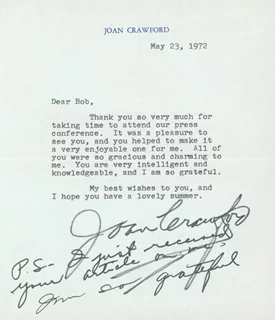 JOAN CRAWFORD
May 23, 1972
Dear Bob,
Thank you so very much for
taking time to attend our press
conference. It was a pleasure to
see you, and you helped to make it
a very enjoyable one for me. All of
you were so gracious and charming to
me. You are very intelligent and
knowledgeable, and I am so grateful.
My best wishes to you, and
I hope you have a lovely summer.
Joan Crawford
P.S. I just received
your article on me
I'm so grateful